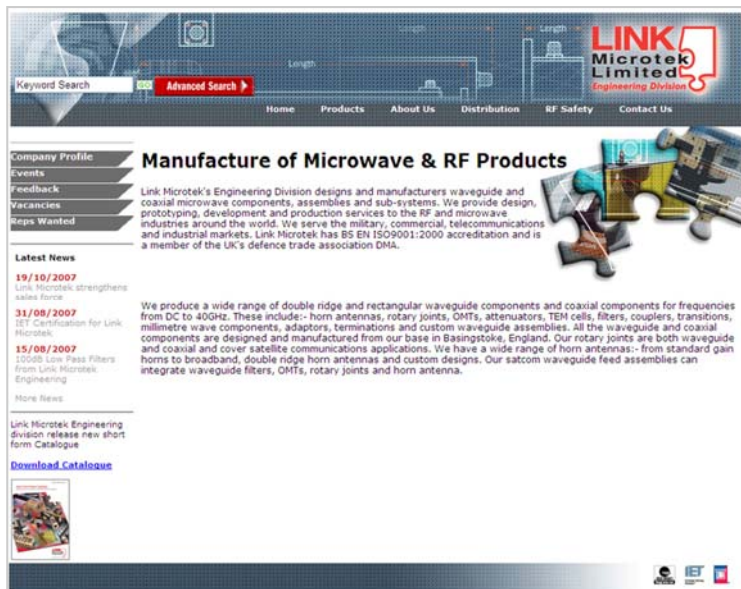 Length
Length
LINK
Microtek
Limited
Engineering Division
Keyword Search
GO
Advanced Search
Home Products About Us Distribution RF Safety Contact Us
Company Profile
Events
Feedback
Vacancies
Reps Wanted
Latest News
19/10/2007
Link Microtek strengthens
sales force
31/08/2007
IET Certification for Link
Microtek
15/08/2007
100dB Low Pass Filters
from Link Microtek
Engineering
More News
Link Microtek Engineering
division release new short
form Catalogue
Download Catalogue
Manufacture of Microwave & RF Products
Link Microtek's Engineering Division designs and manufacturers waveguide and
coaxial microwave components, assemblies and sub-systems. We provide design,
prototyping, development and production services to the RF and microwave
industries around the world. We serve the military, commercial, telecommunications
and industrial markets. Link Microtek has BS EN ISO9001:2000 accreditation and is
a member of the UK's defence trade association DMA.
We produce a wide range of double ridge and rectangular waveguide components and coaxial components for frequencies
from DC to 40GHz. These include:- horn antennas, rotary joints, OMTs, attenuators, TEM cells, filters, couplers, transitions,
millimetre wave components, adaptors, terminations and custom waveguide assemblies. All the waveguide and coaxial
components are designed and manufactured from our base in Basingstoke, England. Our rotary joints are both waveguide
and coaxial and cover satellite communications applications. We have a wide range of horn antennas:- from standard gain
horns to broadband, double ridge horn antennas and custom designs. Our satcom waveguide feed assemblies can
integrate waveguide filters, OMTs, rotary joints and horn antenna.
IET